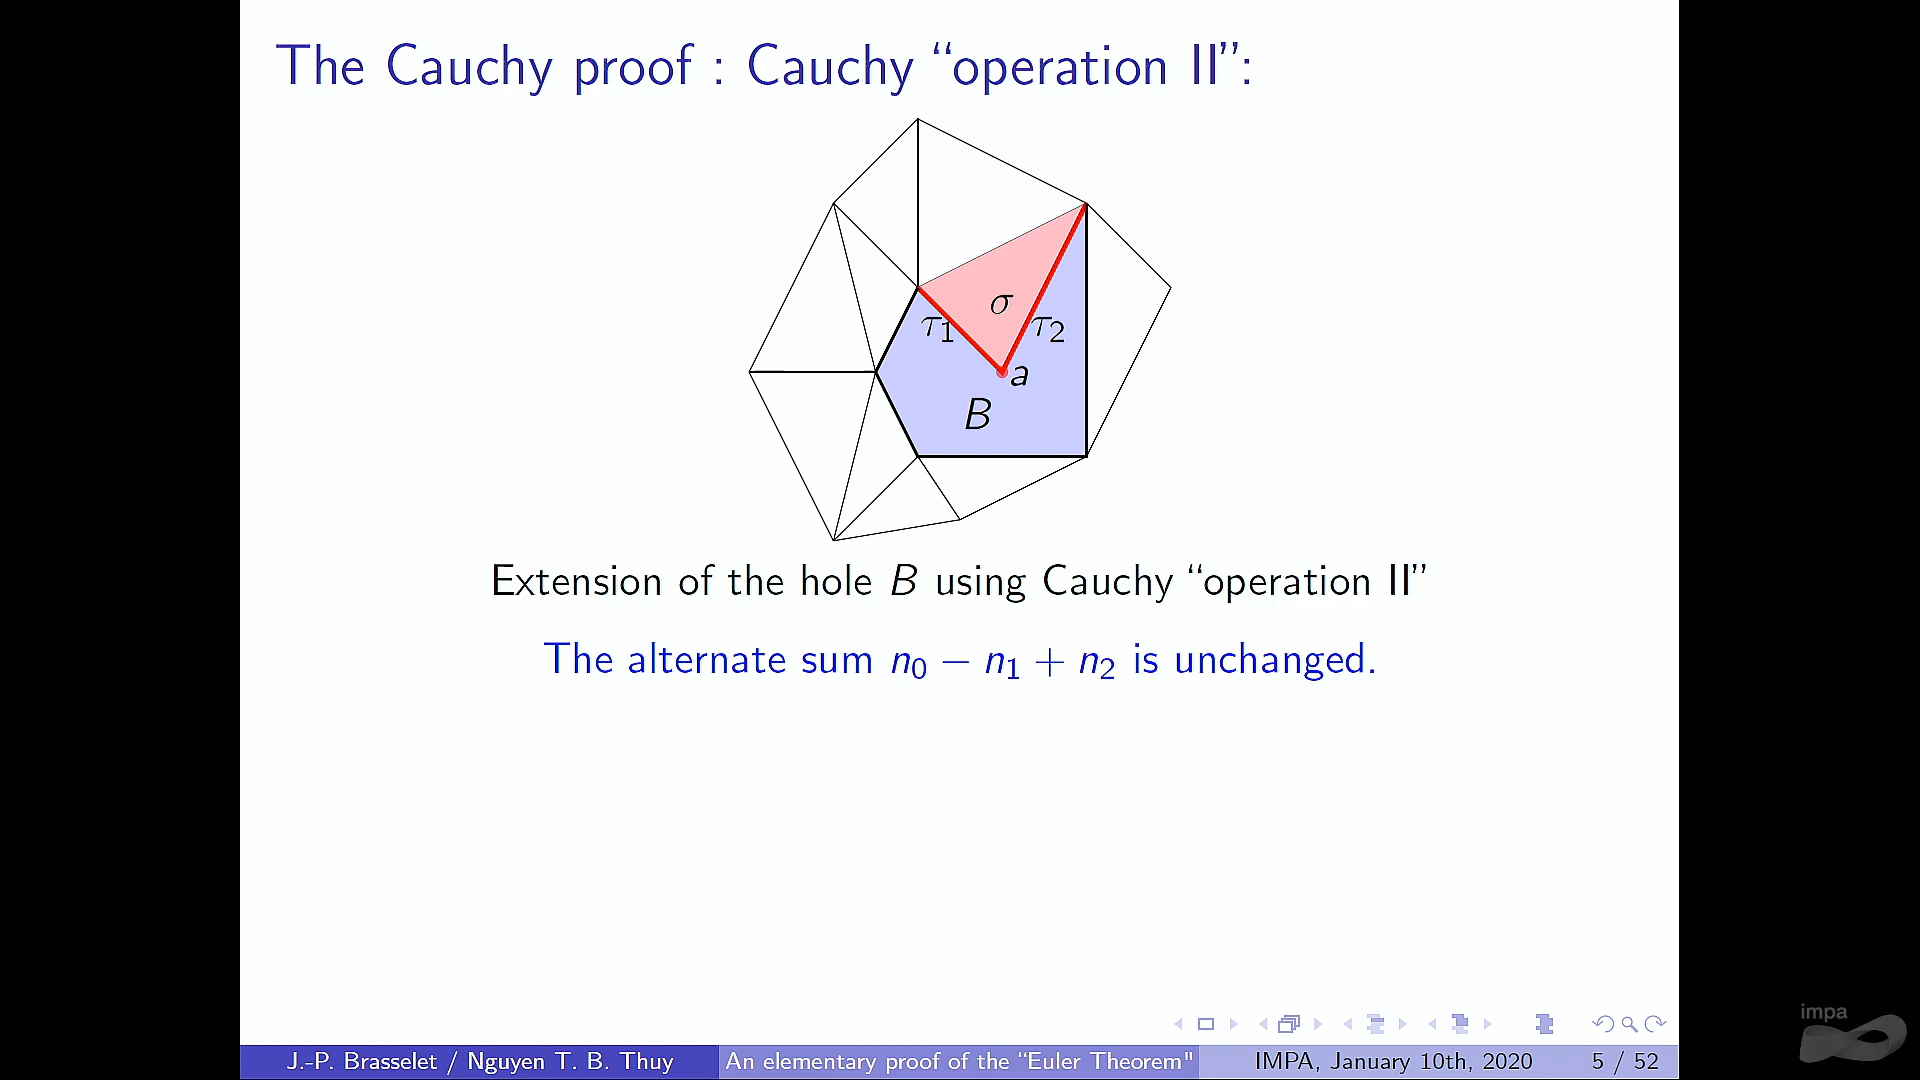 The Cauchy proof : Cauchy “operation II”:
σ
τ1
τ2
a
B
Extension of the hole B using Cauchy “operation II”
The alternate sum n₀ − n₁ + n₂ is unchanged.
impa
J.-P. Brasselet / Nguyen T. B. Thuy An elementary proof of the “Euler Theorem" IMPA, January 10th, 2020 5 / 52